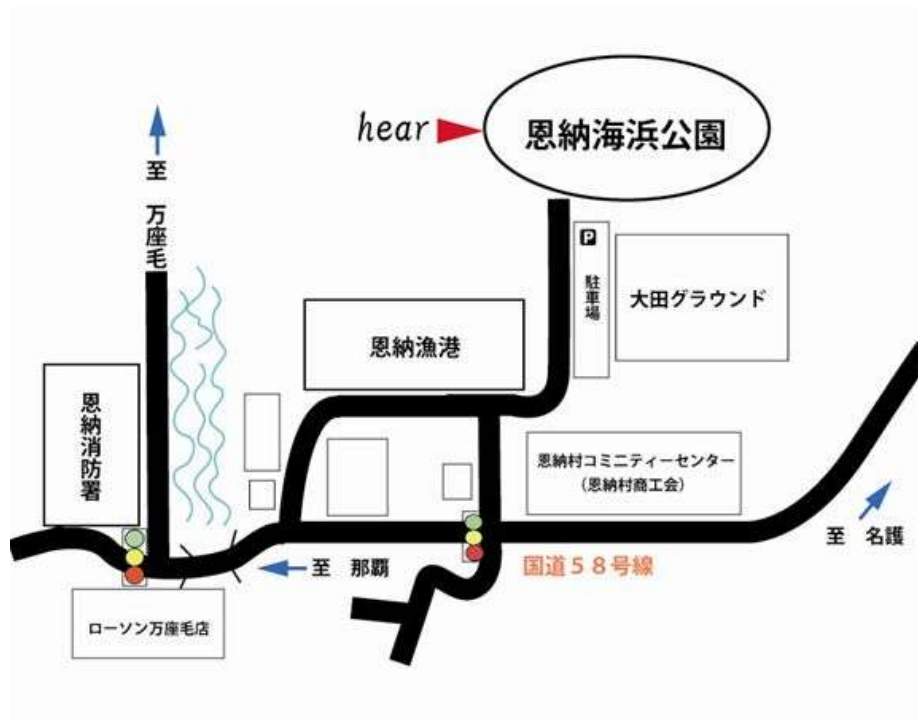 hear
恩納海浜公園
至 万座毛
P
駐車場
大田グラウンド
恩納漁港
恩納消防署
恩納村コミニティーセンター
（恩納村商工会）
至 名護
至 那覇
国道５８号線
ローソン万座毛店